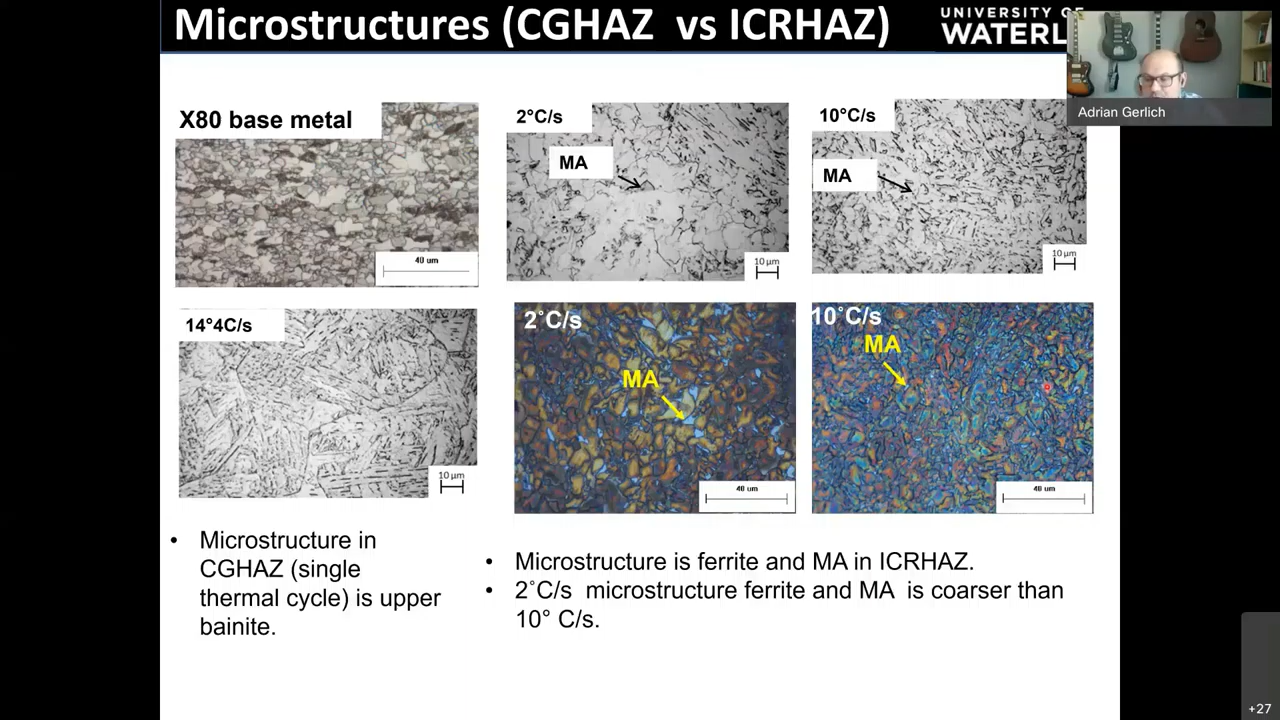 Microstructures (CGHAZ vs ICRHAZ)
UNIVERSITY OF
WATERL
Adrian Gerlich
X80 base metal
40 um
2°C/s
MA
10 µm
10°C/s
MA
10 µm
14°4C/s
10 µm
2˚C/s
MA
40 um
10˚C/s
MA
40 um
• Microstructure in
CGHAZ (single
thermal cycle) is upper
bainite.
• Microstructure is ferrite and MA in ICRHAZ.
• 2˚C/s microstructure ferrite and MA is coarser than
10° C/s.
+27